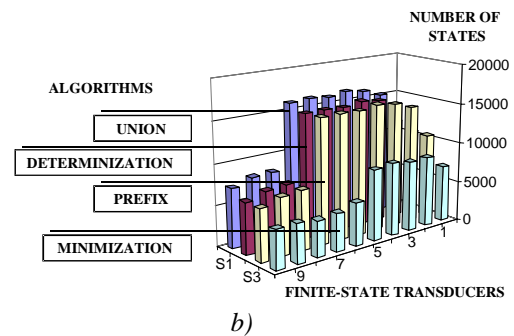 NUMBER OF
STATES
20000
ALGORITHMS
15000
UNION
10000
DETERMINIZATION
5000
PREFIX
0
MINIMIZATION
S1
S3
9
7
5
3
1
FINITE-STATE TRANSDUCERS
b)